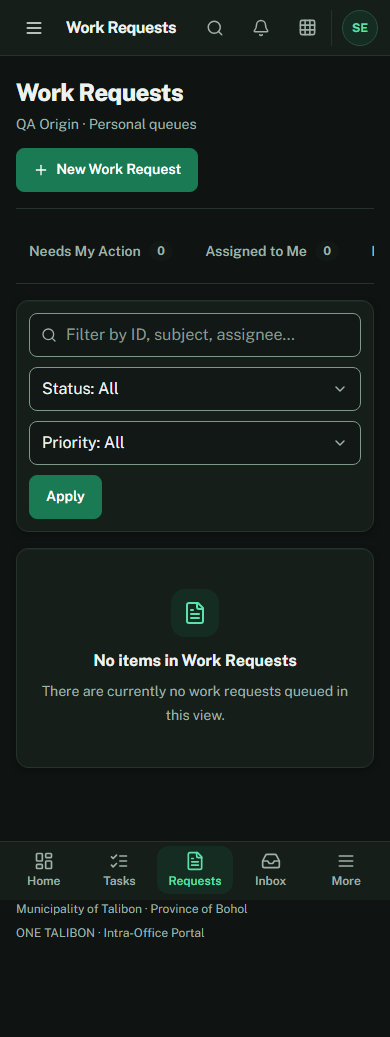 Work Requests
SE
Work Requests
QA Origin · Personal queues
+ New Work Request
Needs My Action 0 Assigned to Me 0
Filter by ID, subject, assignee...
Status: All
Priority: All
Apply
No items in Work Requests
There are currently no work requests queued in
this view.
Home Tasks Requests Inbox More
Municipality of Talibon · Province of Bohol
ONE TALIBON · Intra-Office Portal